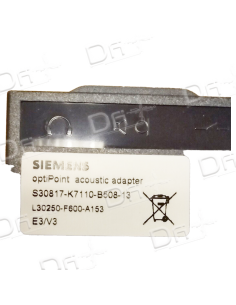 SIEMENS
optiPoint acoustic adapter
S30817-K7110-B508-13
L30250-F600-A153
E3/V3